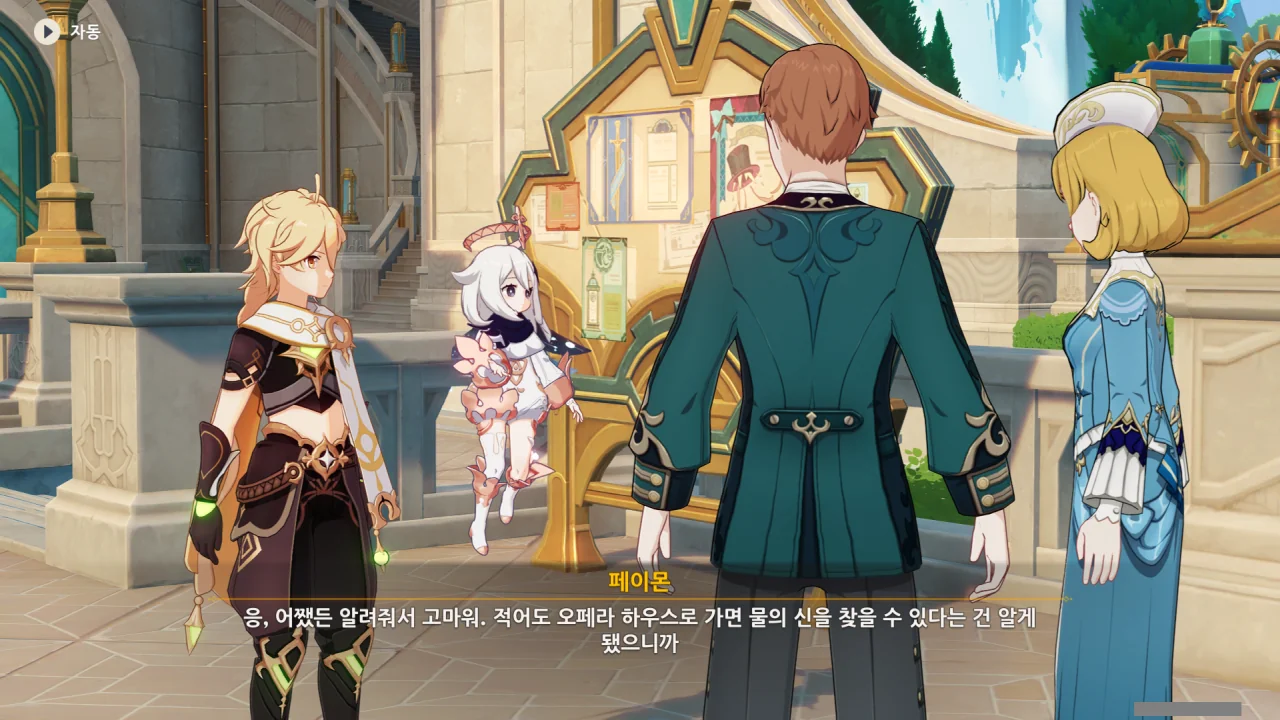 자동
페이몬
응, 어쨌든 알려줘서 고마워. 적어도 오페라 하우스로 가면 물의 신을 찾을 수 있다는 건 알게
됐으니까